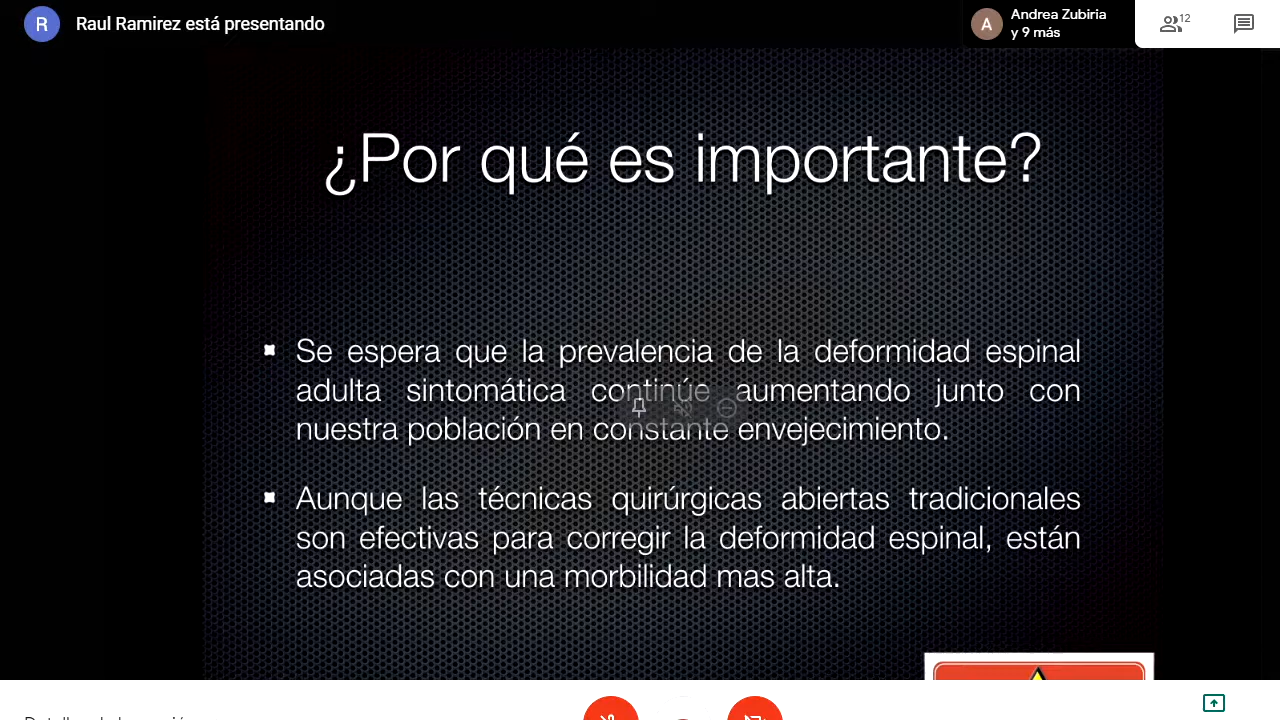 R
Raul Ramirez está presentando
A
Andrea Zubiria
y 9 más
12
¿Por qué es importante?
Se espera que la prevalencia de la deformidad espinal
adulta sintomática continúe aumentando junto con
nuestra población en constante envejecimiento.
Aunque las técnicas quirúrgicas abiertas tradicionales
son efectivas para corregir la deformidad espinal, están
asociadas con una morbilidad mas alta.